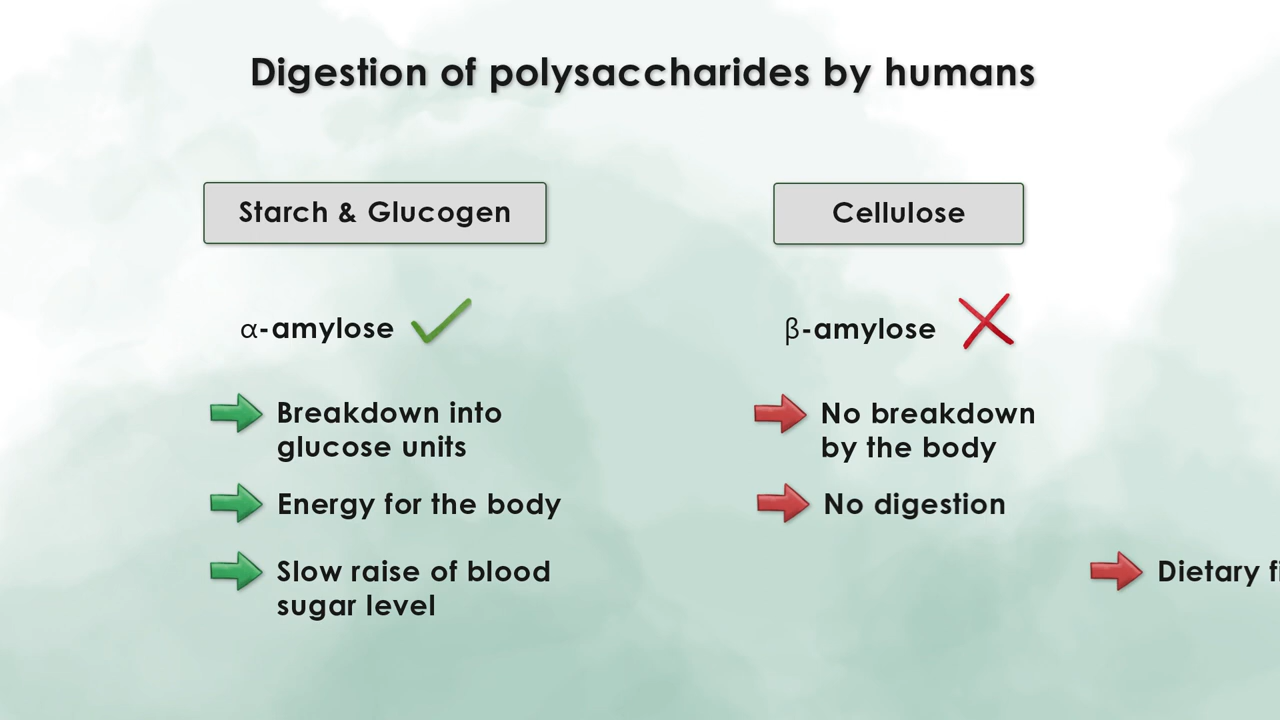 Digestion of polysaccharides by humans
Starch & Glucogen
α-amylose
Breakdown into
glucose units
Energy for the body
Slow raise of blood
sugar level
Cellulose
β-amylose
No breakdown
by the body
No digestion
Dietary